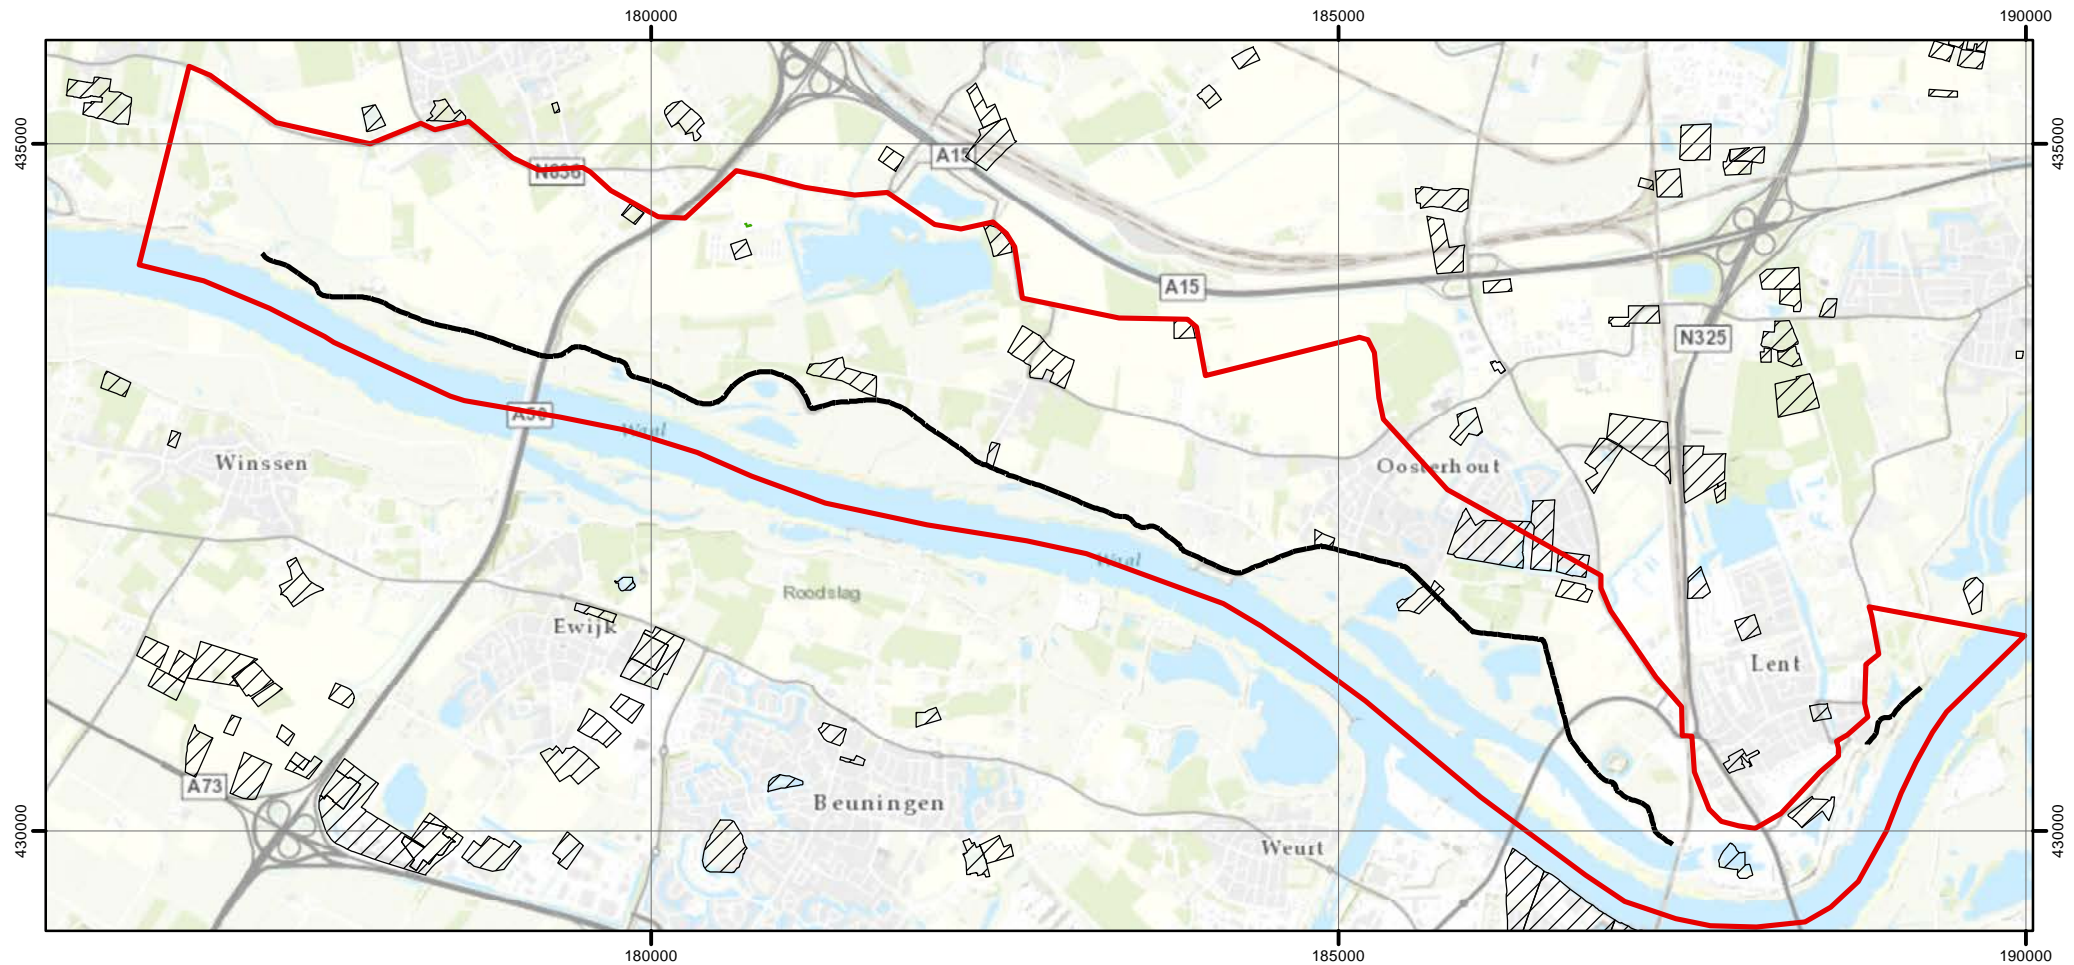 180000
185000
190000
435000
435000
A15
N836
A15
N325
A50
Waal
Winssen
Oosterhout
Waal
Roodslag
Ewijk
Lent
A73
Beuningen
430000
430000
Weurt
180000
185000
190000